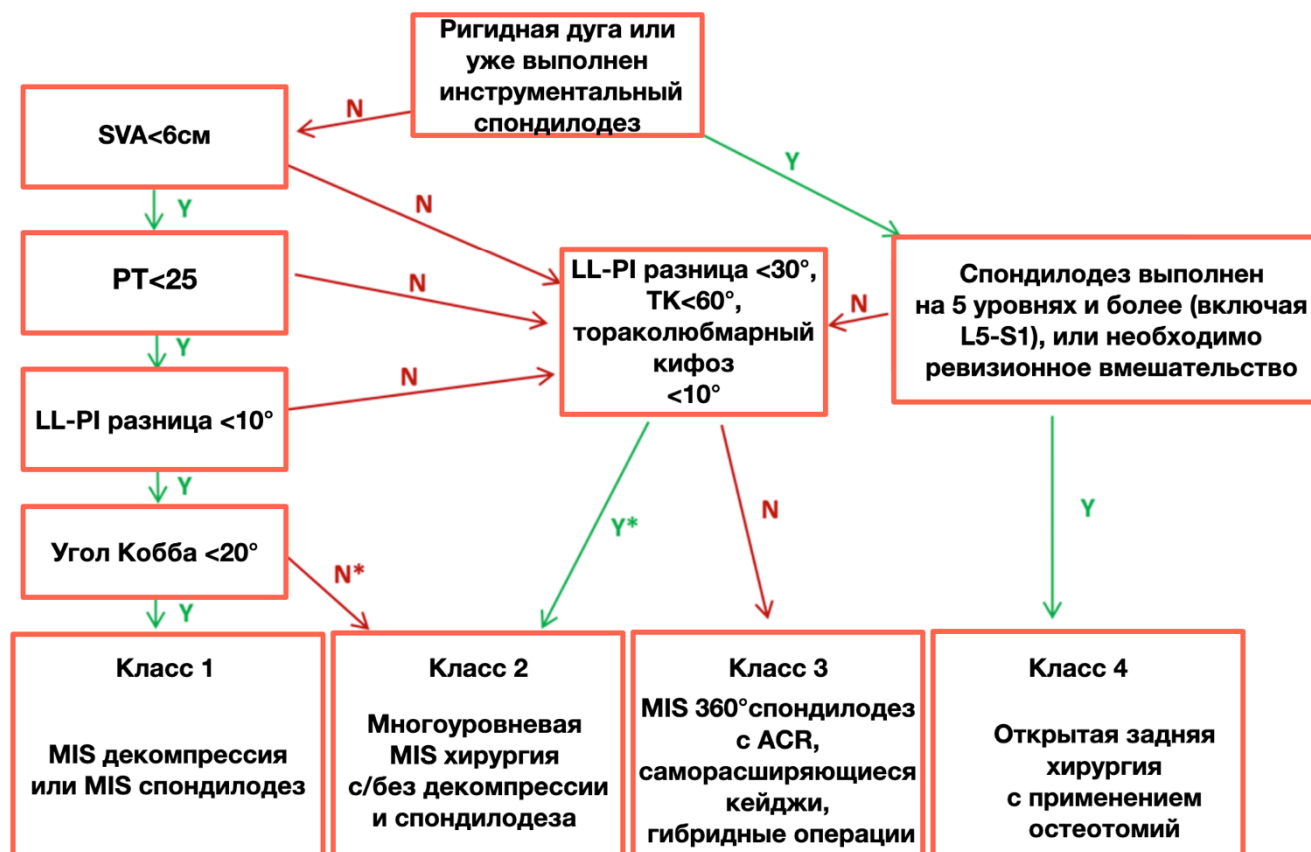 Ригидная дуга или
уже выполнен
инструментальный
спондилодез
N
SVA<6см
Y
N
Y
PT<25
N
LL-PI разница <30°,
TK<60°,
тораколюбмарный
кифоз
<10°
N
Спондилодез выполнен
на 5 уровнях и более (включая
L5-S1), или необходимо
ревизионное вмешательство
Y
N
LL-PI разница <10°
Y
Y*
N
Y
Угол Кобба <20°
N*
Y
Класс 1
MIS декомпрессия
или MIS спондилодез
Класс 2
Многоуровневая
MIS хирургия
с/без декомпрессии
и спондилодеза
Класс 3
MIS 360°спондилодез
с ACR,
саморасширяющиеся
кейджи,
гибридные операции
Класс 4
Открытая задняя
хирургия
с применением
остеотомий